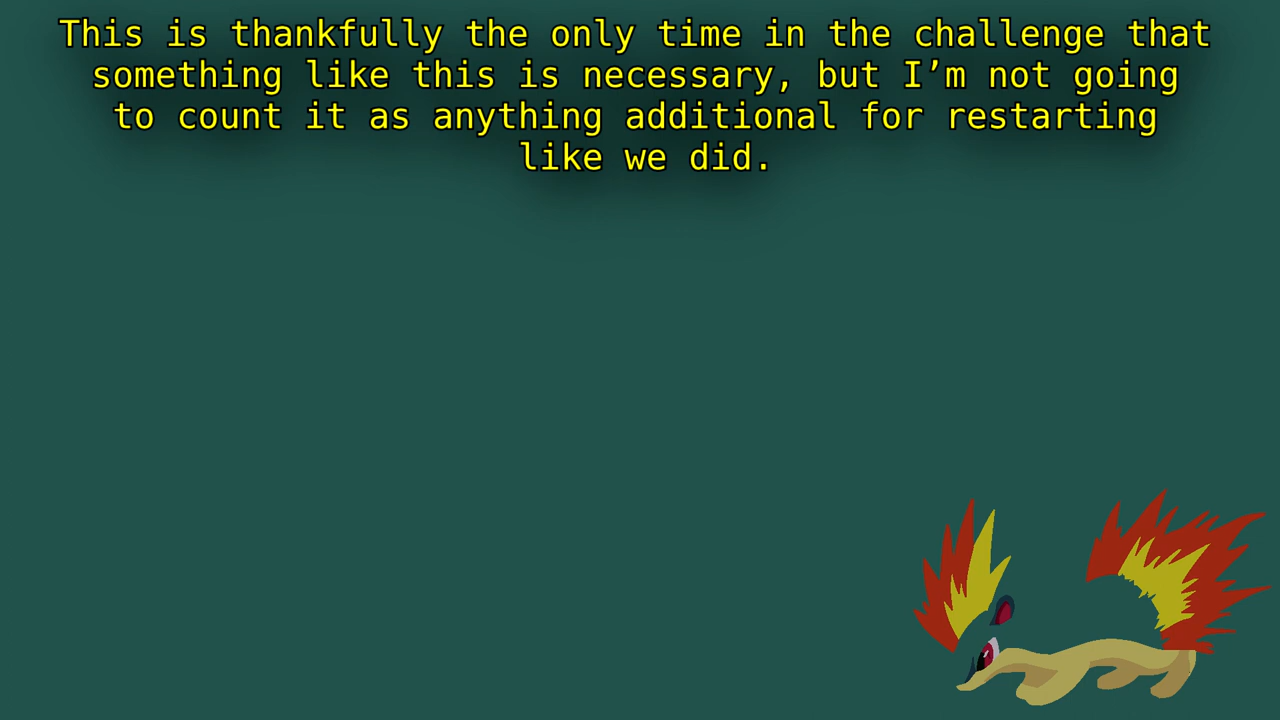 This is thankfully the only time in the challenge that
something like this is necessary, but I’m not going
to count it as anything additional for restarting
like we did.